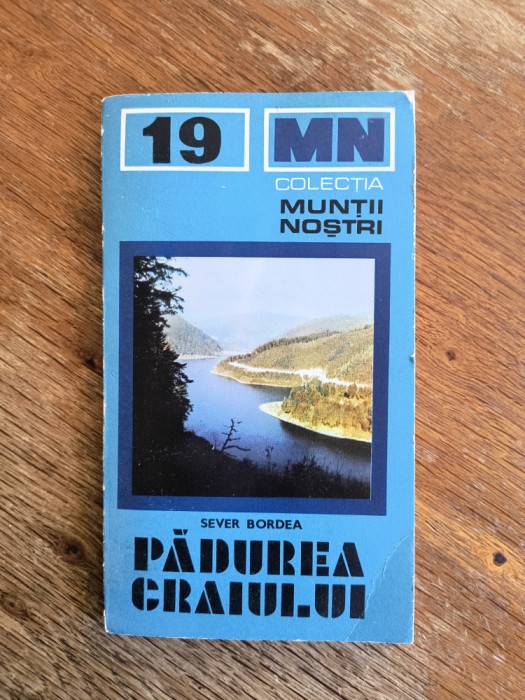 19
MN
COLECȚIA
MUNȚII
NOȘTRI
SEVER BORDEA
PĂDUREA
CRAIULUI